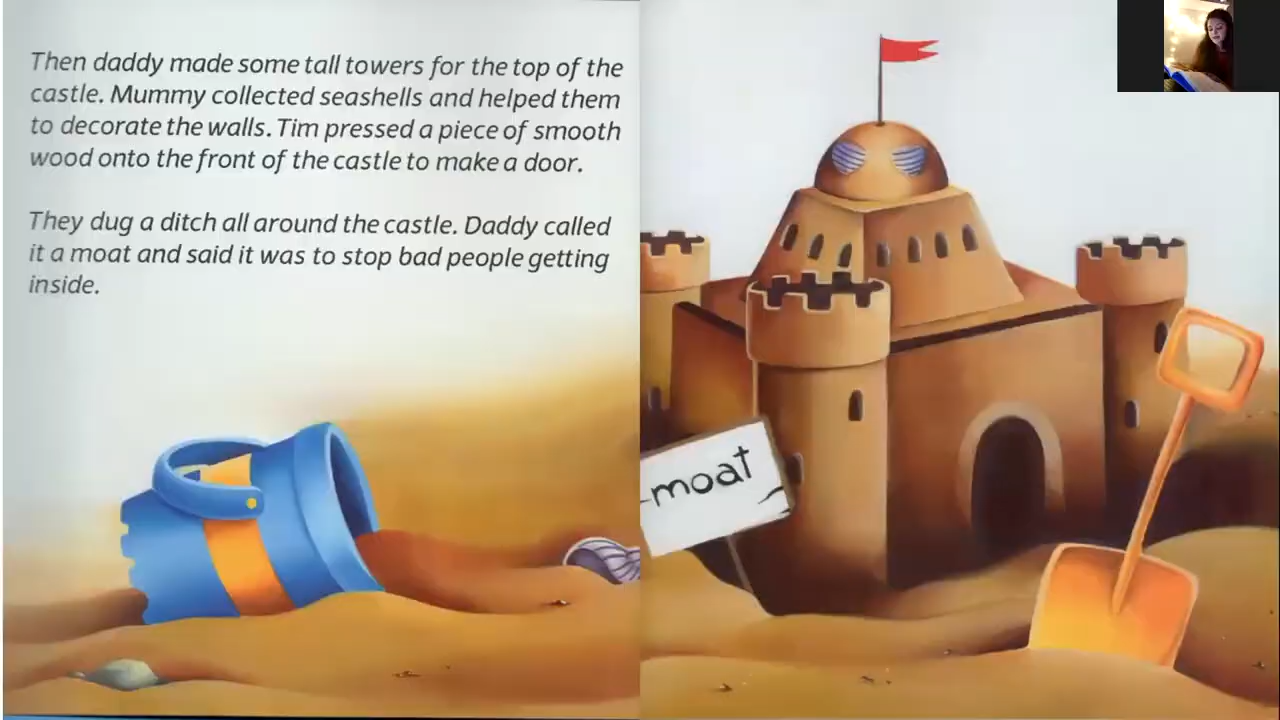 Then daddy made some tall towers for the top of the
castle. Mummy collected seashells and helped them
to decorate the walls. Tim pressed a piece of smooth
wood onto the front of the castle to make a door.
They dug a ditch all around the castle. Daddy called
it a moat and said it was to stop bad people getting
inside.
moat